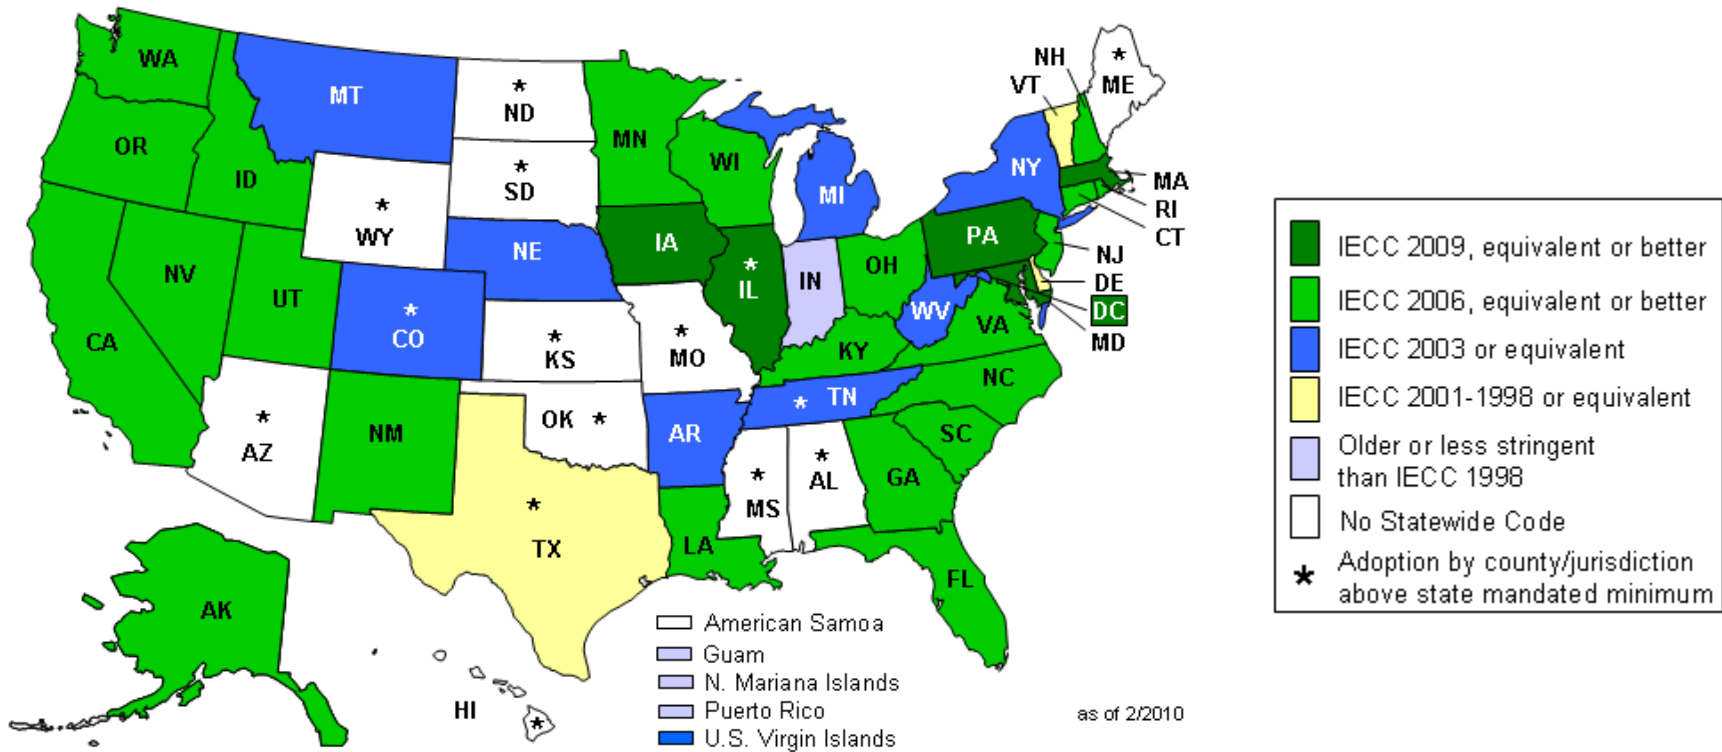 WA
MT
ND
*
OR
ID
SD
*
WY
*
MN
WI
MI
NY
VT
NH
ME
*
MA
RI
CT
NJ
DE
DC
MD
PA
NV
UT
CA
CO
*
NE
KS
*
IA
IL
*
MO
*
IN
OH
WV
VA
KY
NC
TN
*
SC
AZ
*
NM
OK *
AR
TX
*
LA
MS
*
AL
*
GA
FL
AK
HI
*
American Samoa
Guam
N. Mariana Islands
Puerto Rico
U.S. Virgin Islands
as of 2/2010
IECC 2009, equivalent or better
IECC 2006, equivalent or better
IECC 2003 or equivalent
IECC 2001-1998 or equivalent
Older or less stringent
than IECC 1998
No Statewide Code
* Adoption by county/jurisdiction
above state mandated minimum